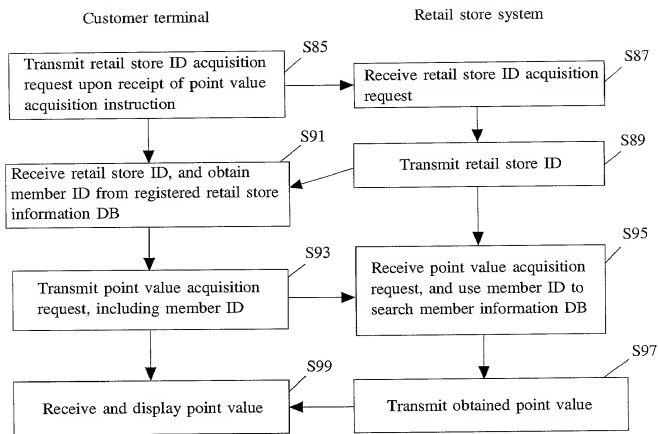 Customer terminal
Retail store system
S85
Transmit retail store ID acquisition
request upon receipt of point value
acquisition instruction
S87
Receive retail store ID acquisition
request
S89
Transmit retail store ID
S91
Receive retail store ID, and obtain
member ID from registered retail store
information DB
S93
Transmit point value acquisition
request, including member ID
S95
Receive point value acquisition
request, and use member ID to
search member information DB
S97
Transmit obtained point value
S99
Receive and display point value